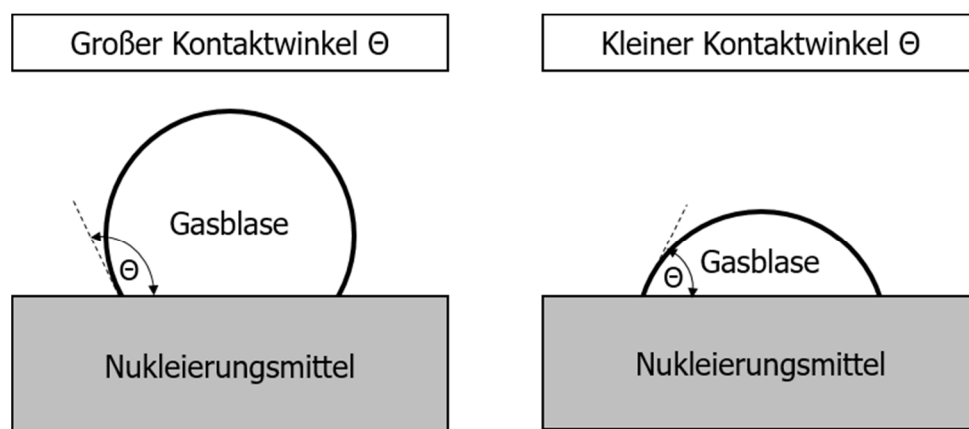 Großer Kontaktwinkel Θ
Kleiner Kontaktwinkel Θ
Gasblase
Θ
Nukleierungsmittel
Gasblase
Θ
Nukleierungsmittel